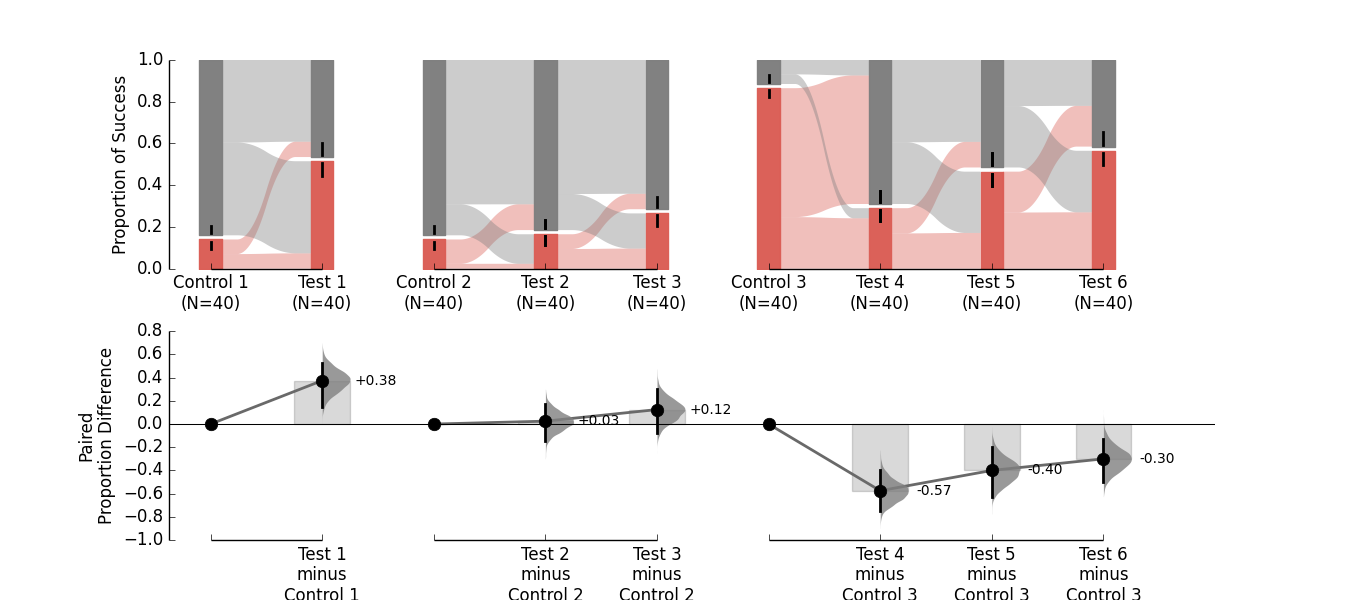 Proportion of Success
1.0
0.8
0.6
0.4
0.2
0.0
Control 1
(N=40)
Test 1
(N=40)
Control 2
(N=40)
Test 2
(N=40)
Test 3
(N=40)
Control 3
(N=40)
Test 4
(N=40)
Test 5
(N=40)
Test 6
(N=40)
Paired
Proportion Difference
0.8
0.6
0.4
0.2
0.0
−0.2
−0.4
−0.6
−0.8
−1.0
+0.38
+0.03
+0.12
-0.57
-0.40
-0.30
Test 1
minus
Control 1
Test 2
minus
Control 2
Test 3
minus
Control 2
Test 4
minus
Control 3
Test 5
minus
Control 3
Test 6
minus
Control 3